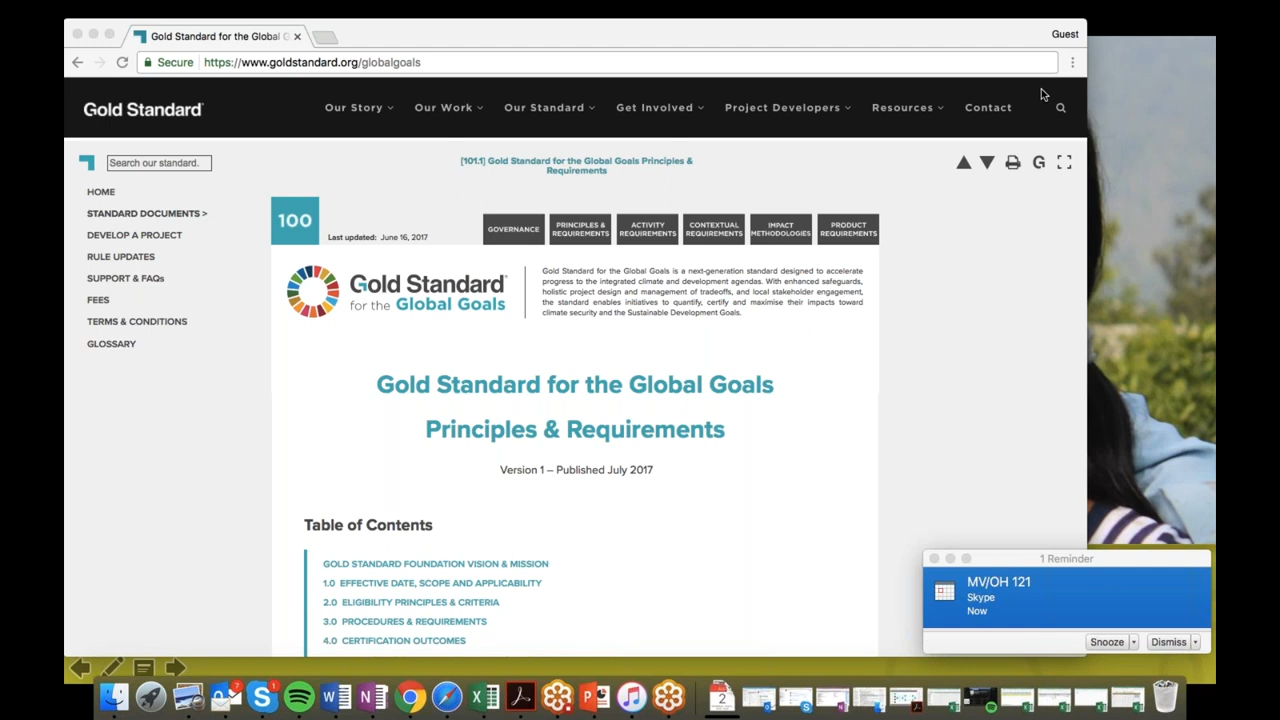 Gold Standard for the Global G
Guest
Secure
https://www.goldstandard.org/globalgoals
Gold Standard
Our Story
Our Work
Our Standard
Get Involved
Project Developers
Resources
Contact
Search our standard.
[101.1] Gold Standard for the Global Goals Principles &
Requirements
HOME
STANDARD DOCUMENTS >
DEVELOP A PROJECT
RULE UPDATES
SUPPORT & FAQs
FEES
TERMS & CONDITIONS
GLOSSARY
G
100
Last updated: June 16, 2017
GOVERNANCE
PRINCIPLES &
REQUIREMENTS
ACTIVITY
REQUIREMENTS
CONTEXTUAL
REQUIREMENTS
IMPACT
METHODOLOGIES
PRODUCT
REQUIREMENTS
Gold Standard
for the Global Goals
Gold Standard for the Global Goals is a next-generation standard designed to accelerate
progress to the integrated climate and development agendas. With enhanced safeguards,
holistic project design and management of tradeoffs, and local stakeholder engagement,
the standard enables initiatives to quantify, certify and maximise their impacts toward
climate security and the Sustainable Development Goals.
Gold Standard for the Global Goals
Principles & Requirements
Version 1 – Published July 2017
Table of Contents
GOLD STANDARD FOUNDATION VISION & MISSION
1.0 EFFECTIVE DATE, SCOPE AND APPLICABILITY
2.0 ELIGIBILITY PRINCIPLES & CRITERIA
3.0 PROCEDURES & REQUIREMENTS
4.0 CERTIFICATION OUTCOMES
1 Reminder
MV/OH 121
Skype
Now
Snooze
Dismiss
7
1
2